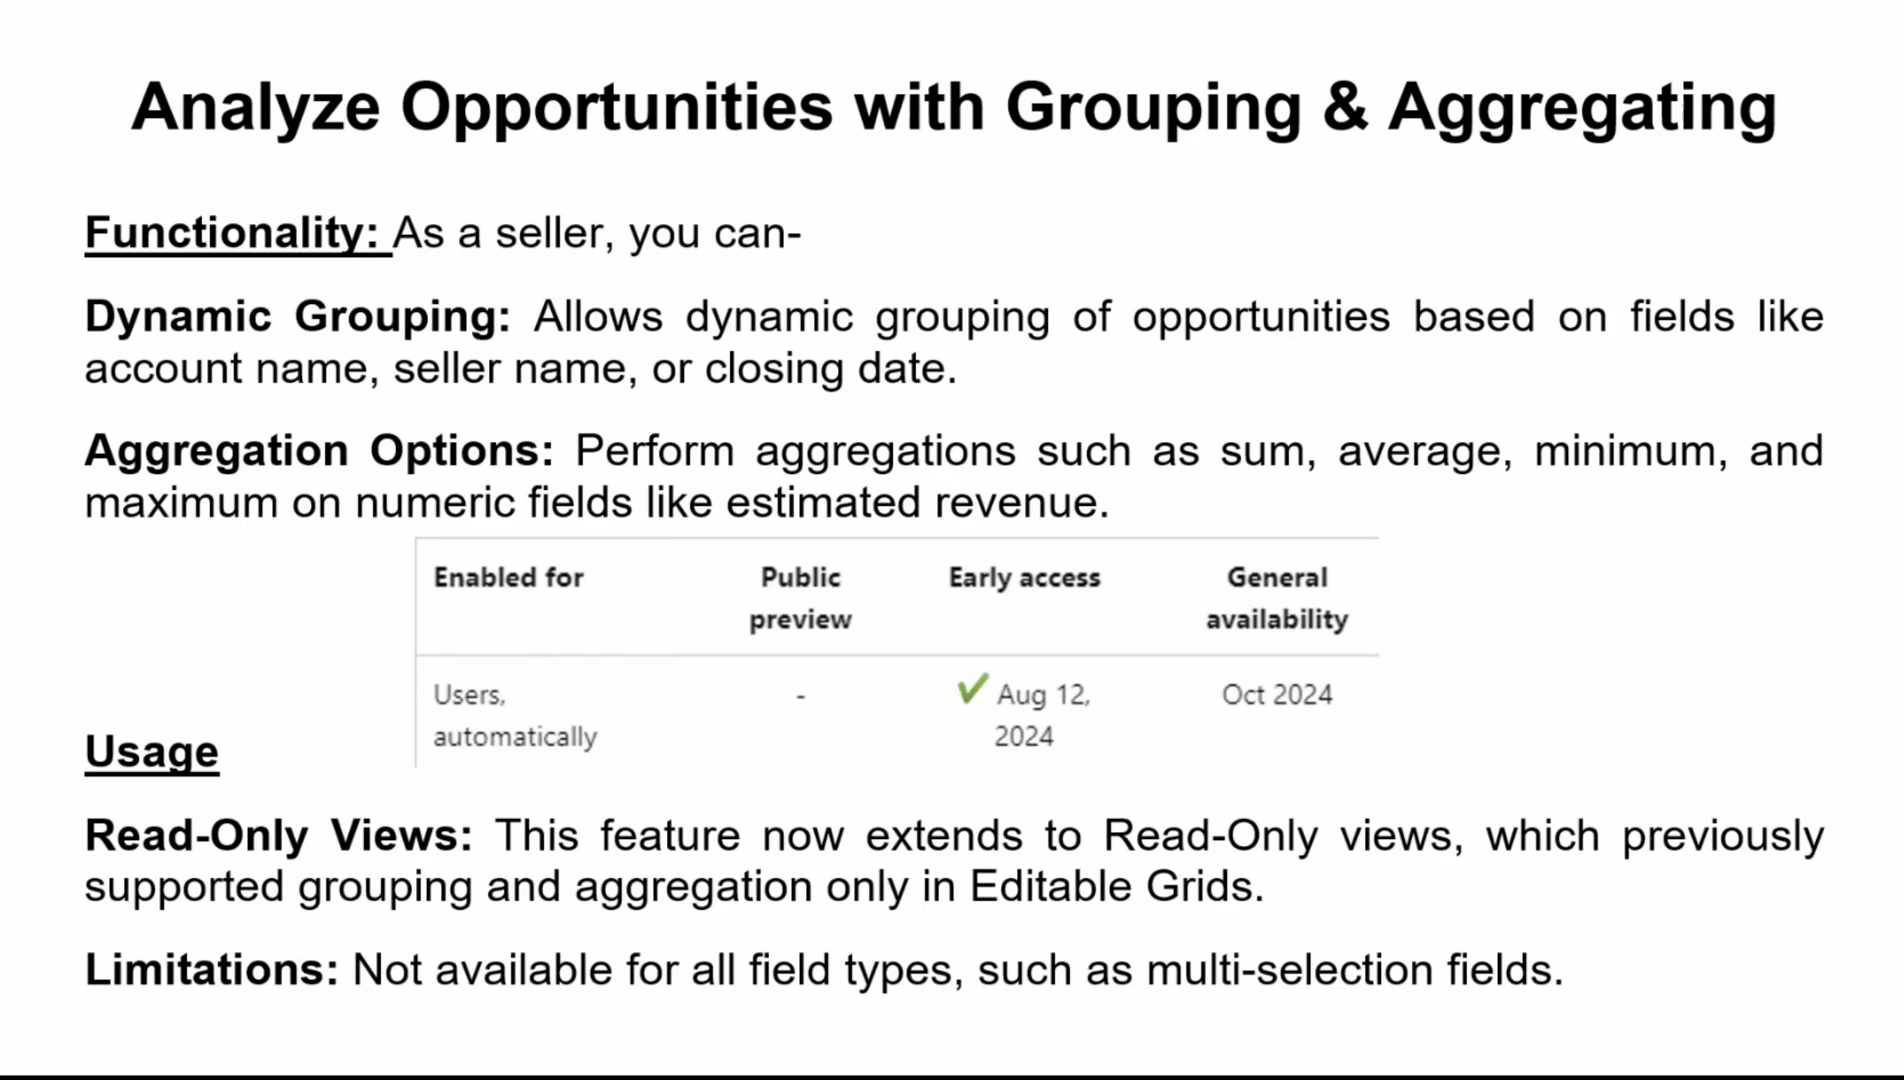 Analyze Opportunities with Grouping & Aggregating
Functionality: As a seller, you can-
Dynamic Grouping: Allows dynamic grouping of opportunities based on fields like
account name, seller name, or closing date.
Aggregation Options: Perform aggregations such as sum, average, minimum, and
maximum on numeric fields like estimated revenue.
Enabled for Public preview Early access General availability
Users, automatically - ✓ Aug 12, 2024 Oct 2024
Usage
Read-Only Views: This feature now extends to Read-Only views, which previously
supported grouping and aggregation only in Editable Grids.
Limitations: Not available for all field types, such as multi-selection fields.